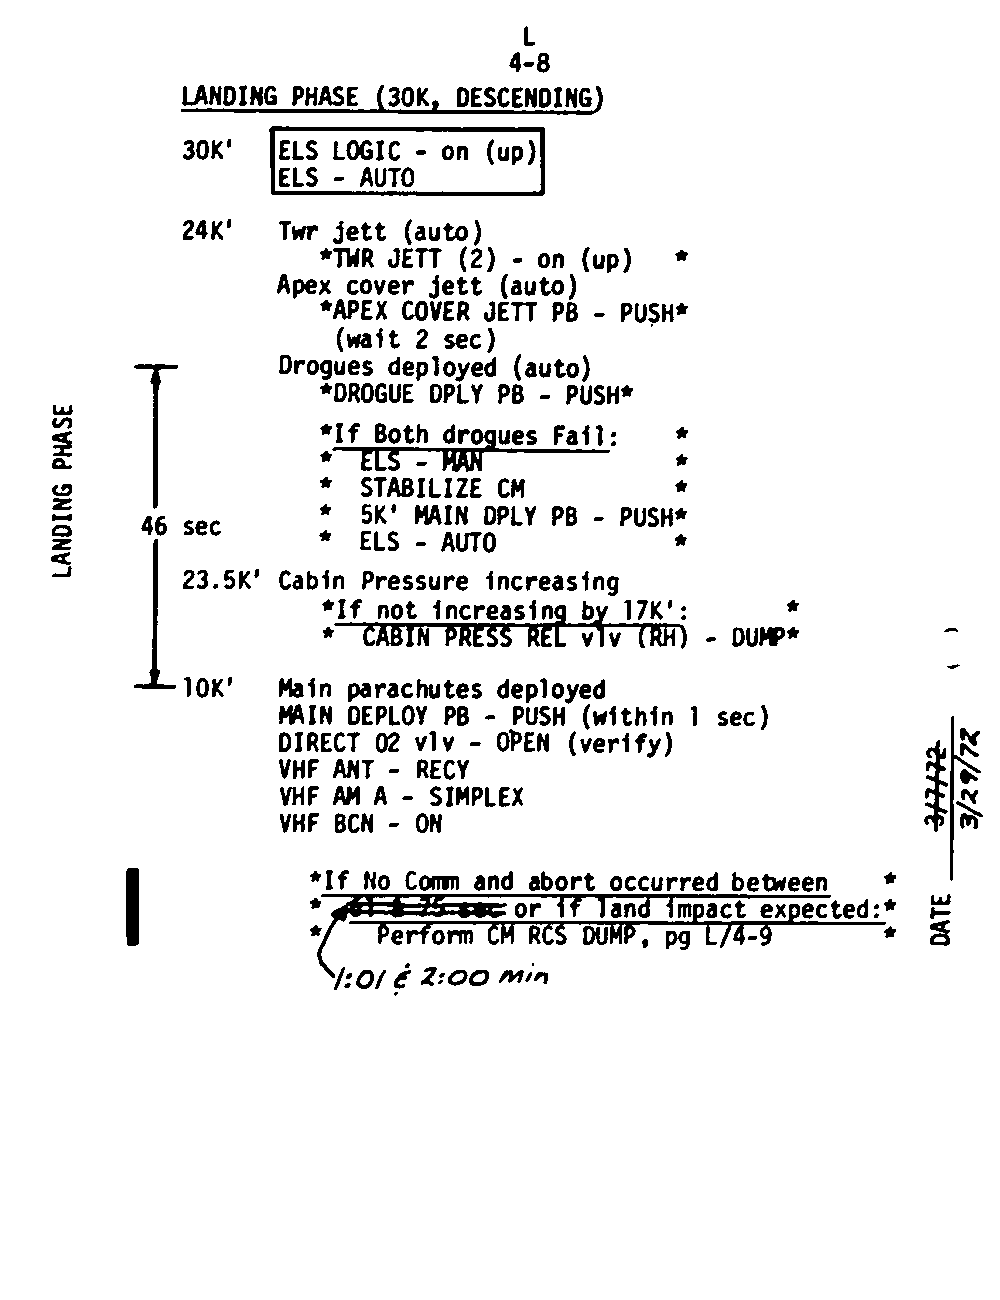 L
4-8
LANDING PHASE (30K, DESCENDING)
30K' ELS LOGIC - on (up)
ELS - AUTO
24K' Twr jett (auto)
*TWR JETT (2) - on (up) *
Apex cover jett (auto)
*APEX COVER JETT PB - PUSH*
(wait 2 sec)
Drogues deployed (auto)
*DROGUE DPLY PB - PUSH*
*If Both drogues Fail: *
* ELS - MAN *
* STABILIZE CM *
* 5K' MAIN DPLY PB - PUSH*
* ELS - AUTO *
46 sec
23.5K' Cabin Pressure increasing
*If not increasing by 17K': *
* CABIN PRESS REL vlv (RH) - DUMP*
10K' Main parachutes deployed
MAIN DEPLOY PB - PUSH (within 1 sec)
DIRECT O2 vlv - OPEN (verify)
VHF ANT - RECY
VHF AM A - SIMPLEX
VHF BCN - ON
*If No Comm and abort occurred between *
* 61 & 75 sec or if land impact expected:*
* Perform CM RCS DUMP, pg L/4-9 *
1:01 & 2:00 min
LANDING PHASE
DATE 3/7/72
3/29/72